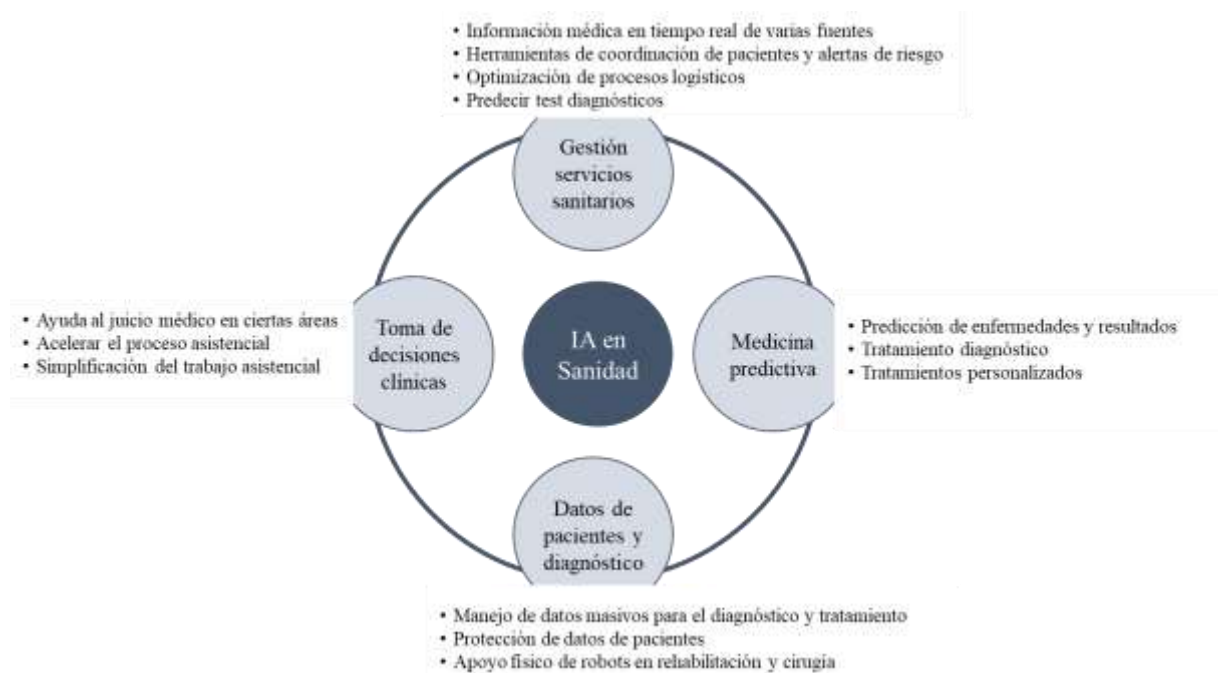 • Información médica en tiempo real de varias fuentes
• Herramientas de coordinación de pacientes y alertas de riesgo
• Optimización de procesos logísticos
• Predecir test diagnósticos
Gestión
servicios
sanitarios
• Ayuda al juicio médico en ciertas áreas
• Acelerar el proceso asistencial
• Simplificación del trabajo asistencial
Toma de
decisiones
clínicas
IA en
Sanidad
Medicina
predictiva
• Predicción de enfermedades y resultados
• Tratamiento diagnóstico
• Tratamientos personalizados
Datos de
pacientes y
diagnóstico
• Manejo de datos masivos para el diagnóstico y tratamiento
• Protección de datos de pacientes
• Apoyo físico de robots en rehabilitación y cirugía